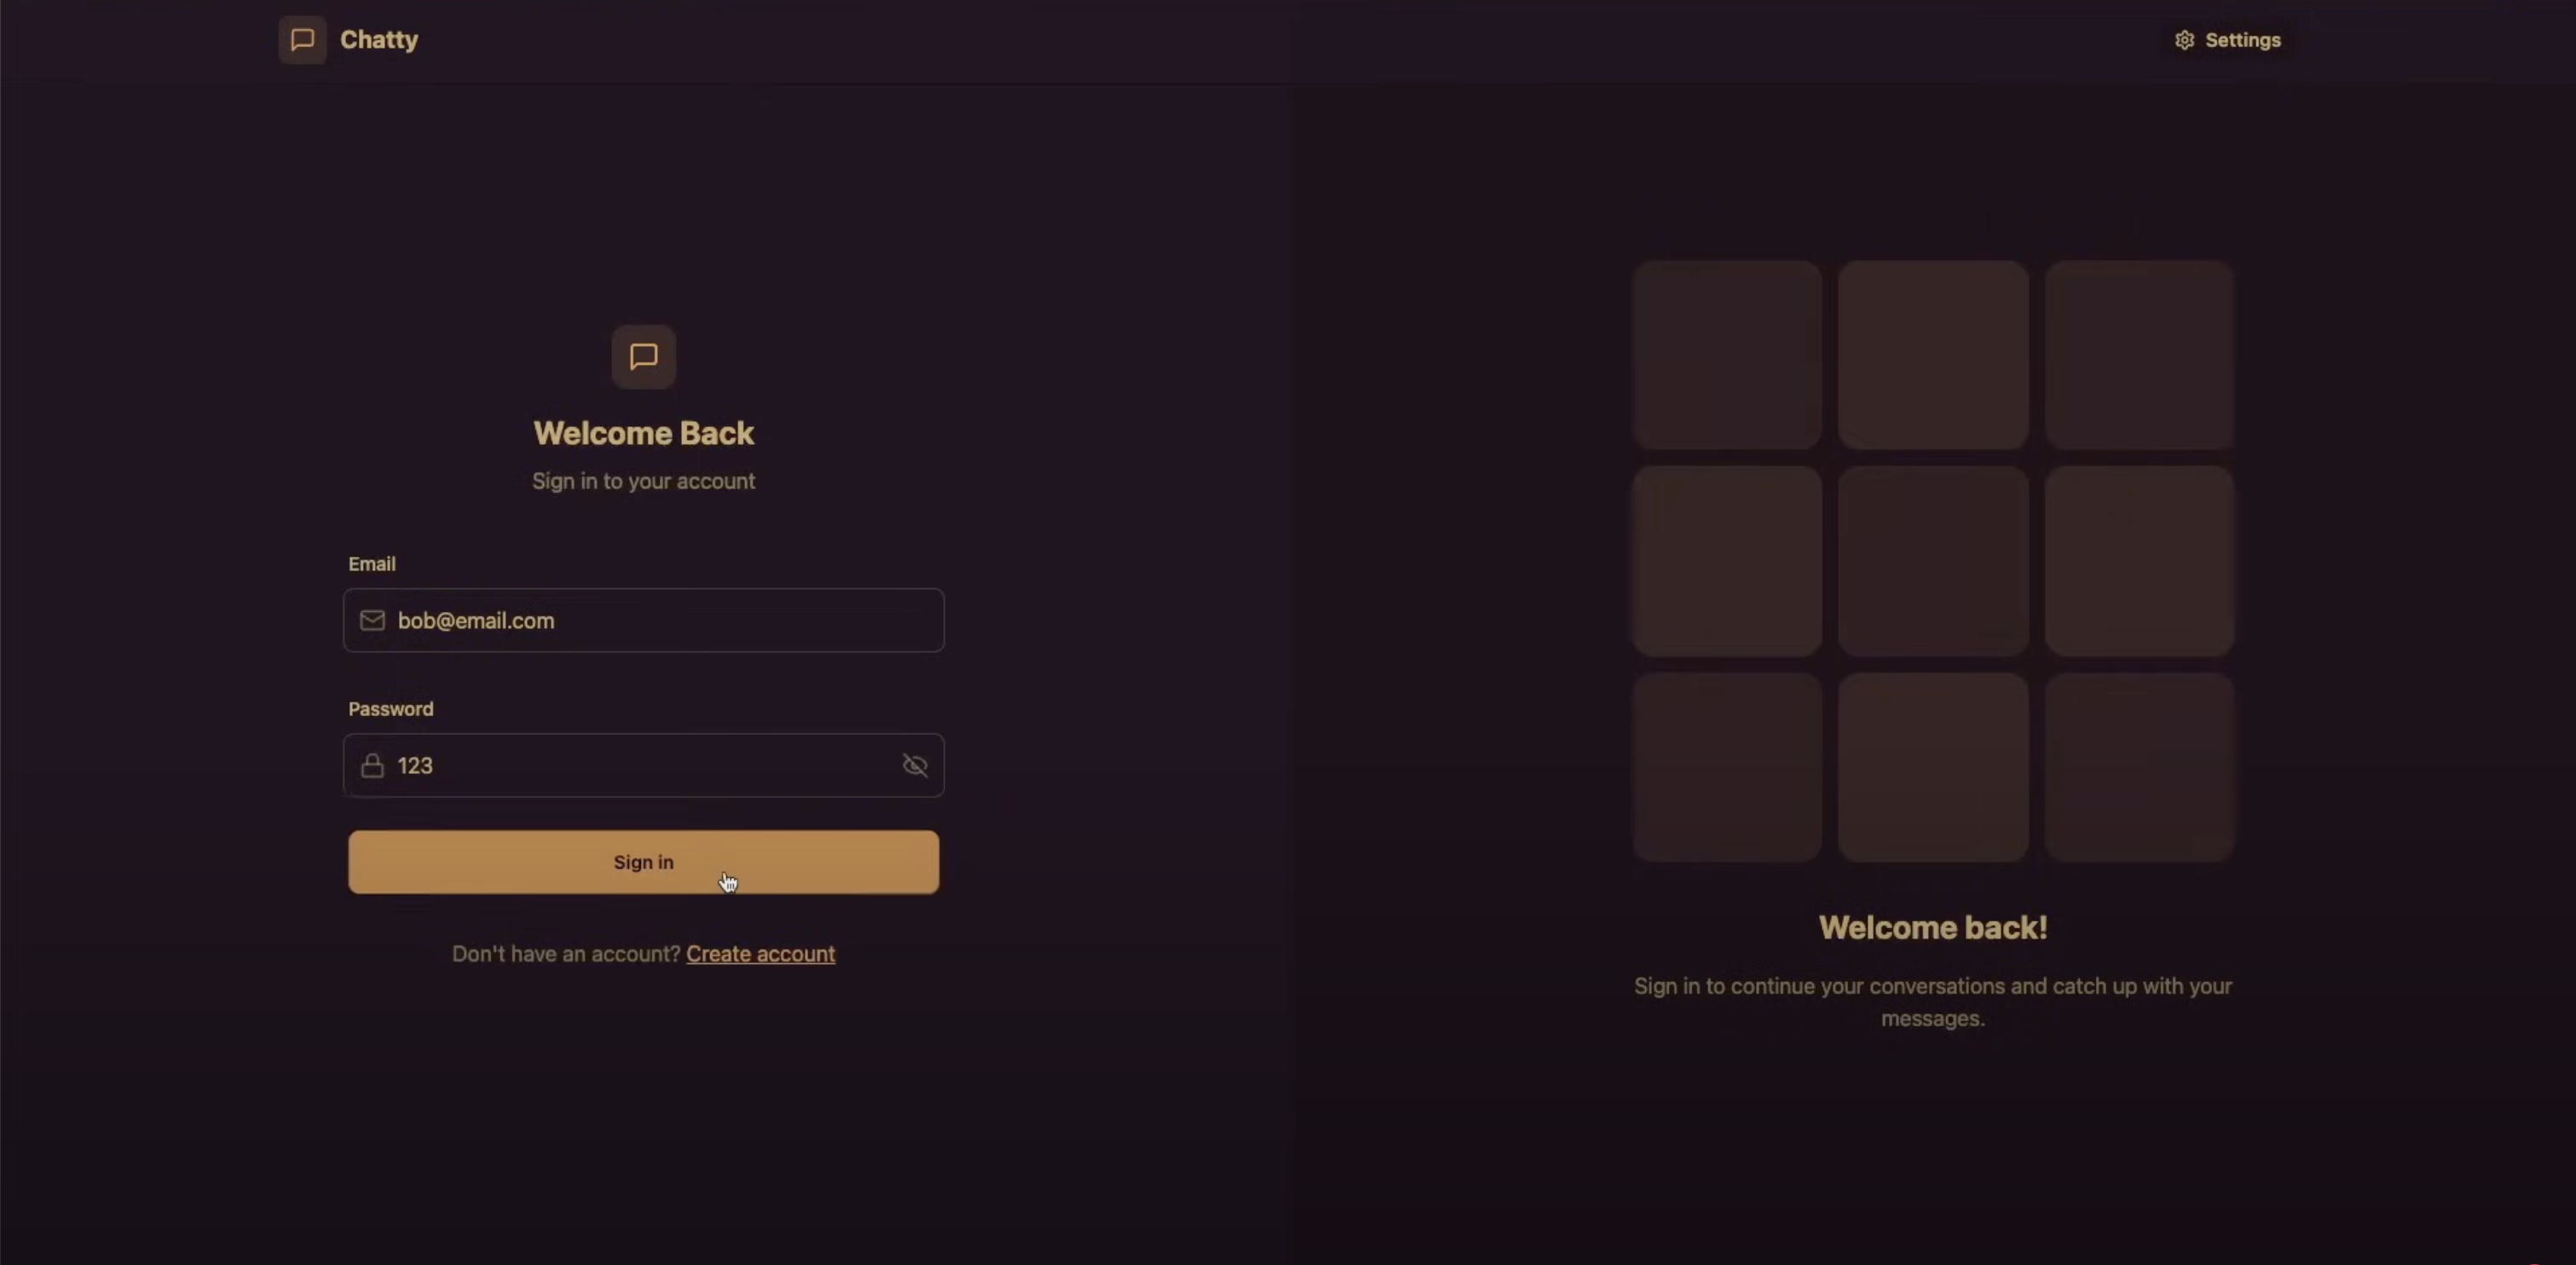 Chatty
Settings
Welcome Back
Sign in to your account
Email
bob@email.com
Password
123
Sign in
Don't have an account? Create account
Welcome back!
Sign in to continue your conversations and catch up with your
messages.